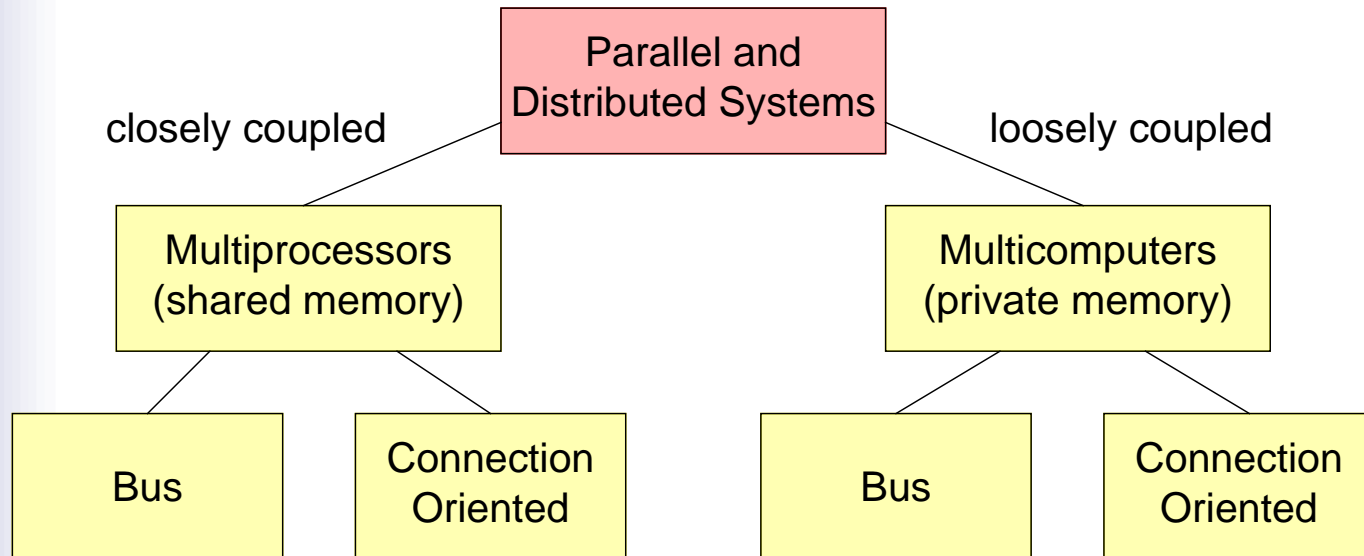 Parallel and
Distributed Systems
closely coupled
loosely coupled
Multiprocessors
(shared memory)
Multicomputers
(private memory)
Bus
Connection
Oriented
Bus
Connection
Oriented